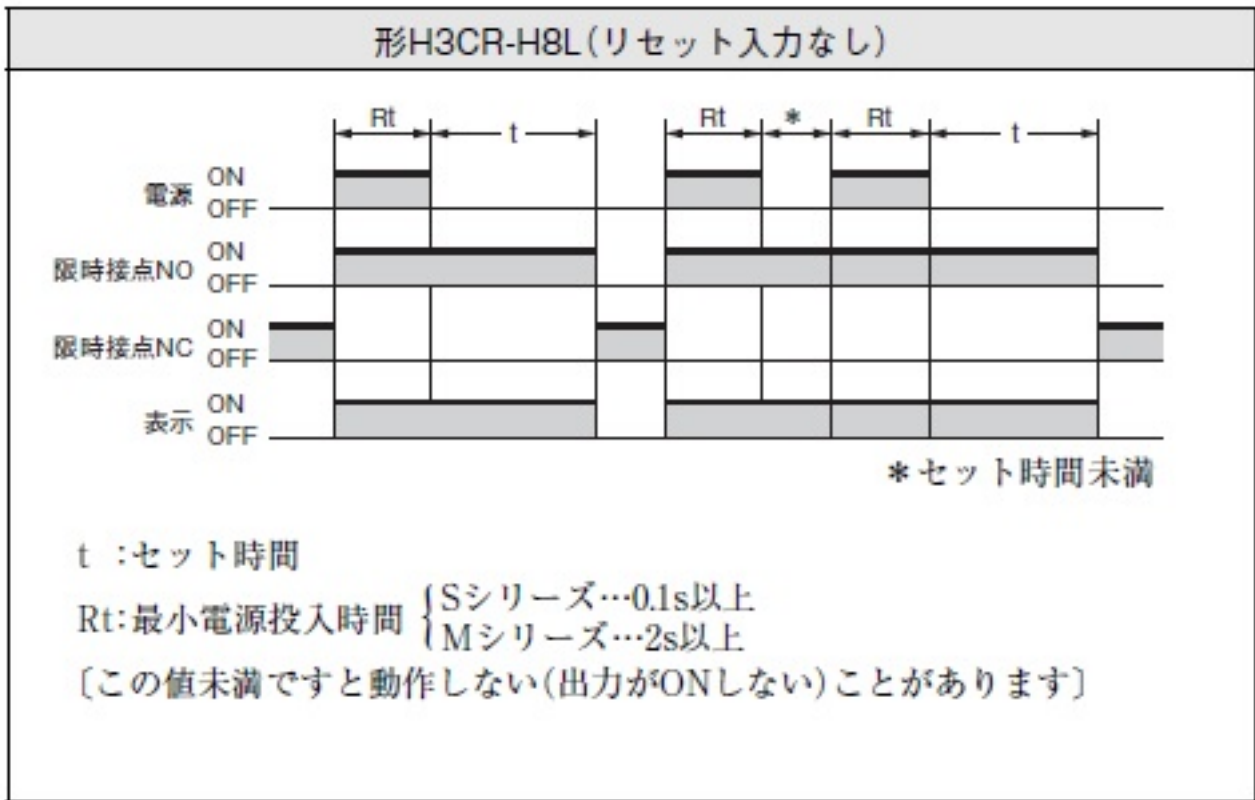 形H3CR-H8L(リセット入力なし)
Rt t Rt * Rt t
電源 ON
OFF
限時接点NO ON
OFF
限時接点NC ON
OFF
表示 ON
OFF
*セット時間未満
t :セット時間
Rt:最小電源投入時間 { Sシリーズ…0.1s以上
Mシリーズ…2s以上
〔この値未満ですと動作しない(出力がONしない)ことがあります〕